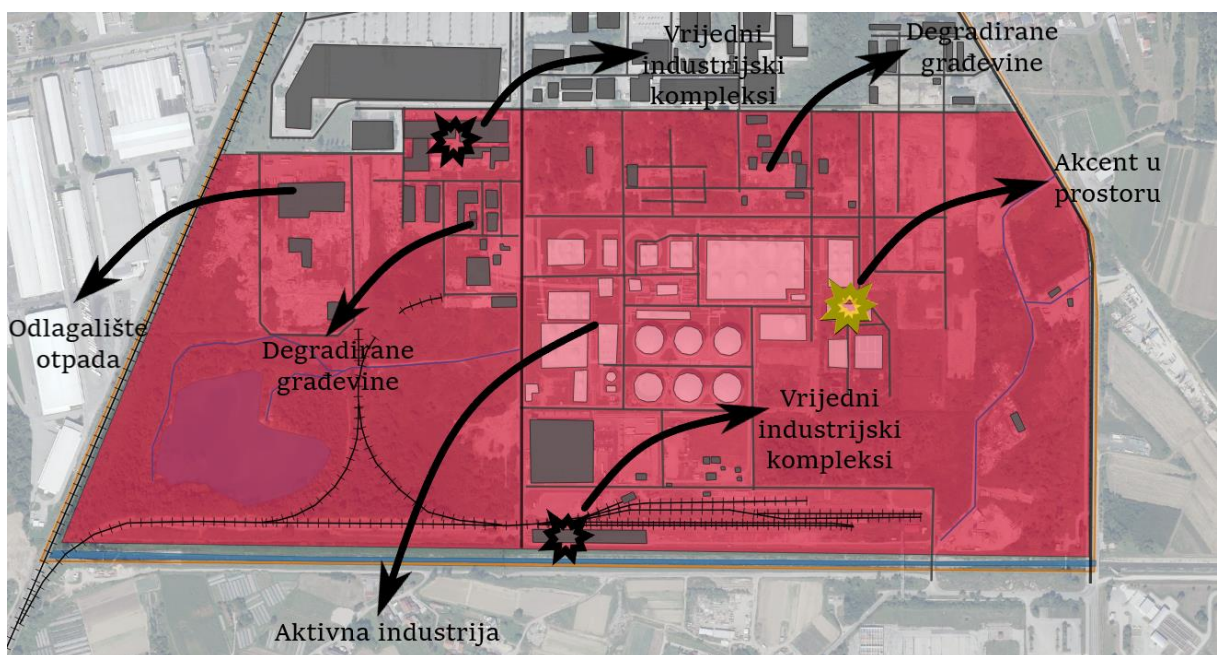 Vrijedni
industrijski
kompleksi
Degradirane
građevine
Akcent u
prostoru
Odlagalište
otpada
Degradirane
građevine
Vrijedni
industrijski
kompleksi
Aktivna industrija